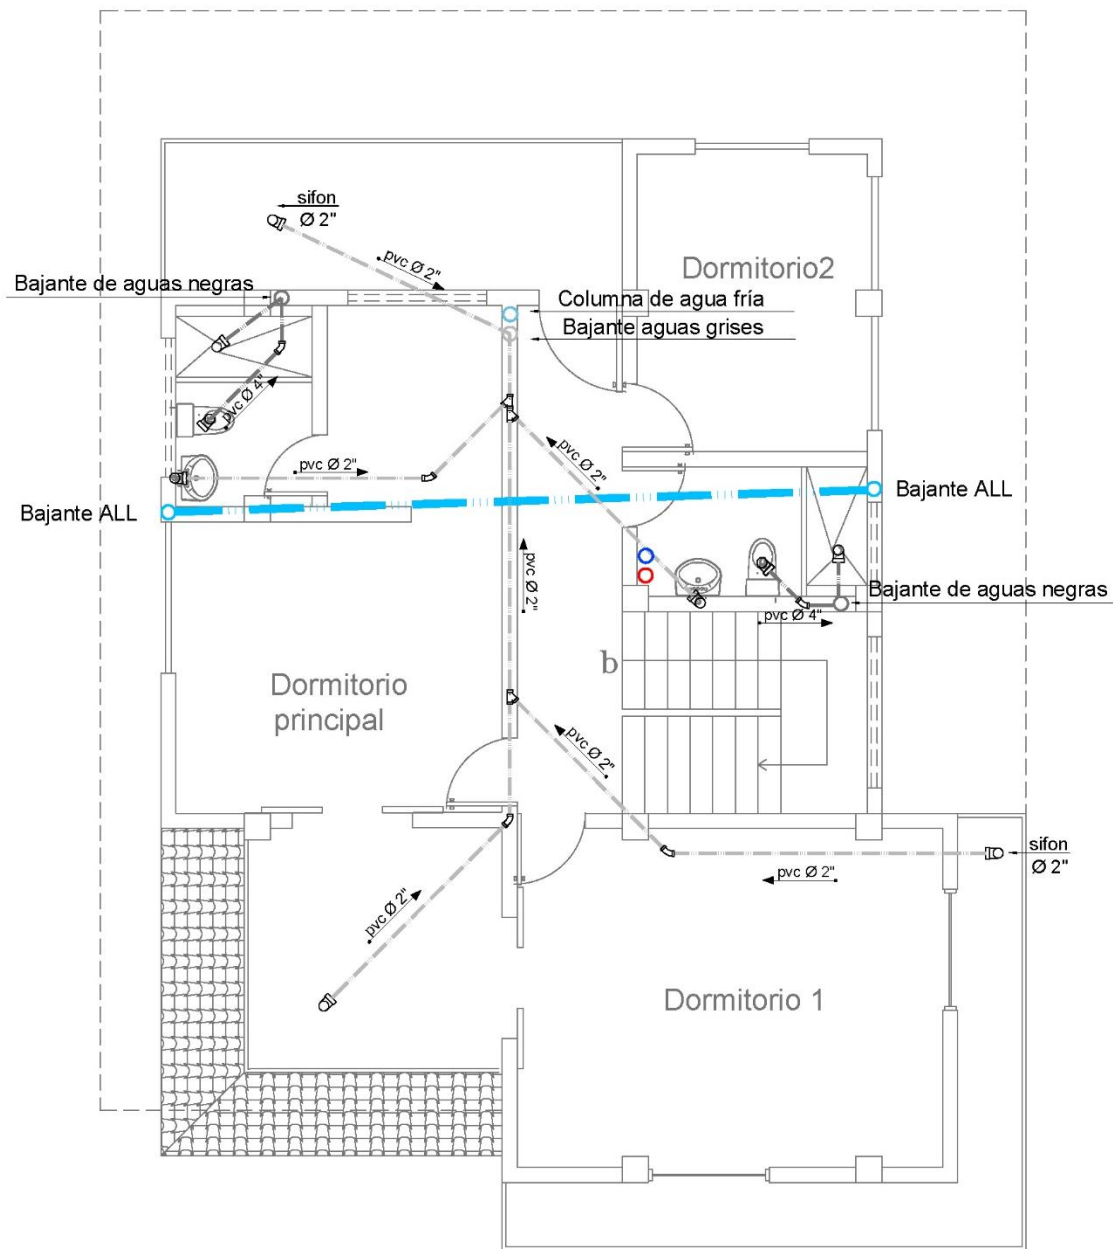 sifon
Ø 2"
pvc Ø 2"
Bajante de aguas negras
Dormitorio2
Columna de agua fría
Bajante aguas grises
pvc Ø 4"
pvc Ø 2"
pvc Ø 2"
Bajante ALL
Bajante ALL
pvc Ø 2"
Bajante de aguas negras
pvc Ø 4"
b
Dormitorio
principal
pvc Ø 2"
sifon
Ø 2"
pvc Ø 2"
pvc Ø 2"
Dormitorio 1